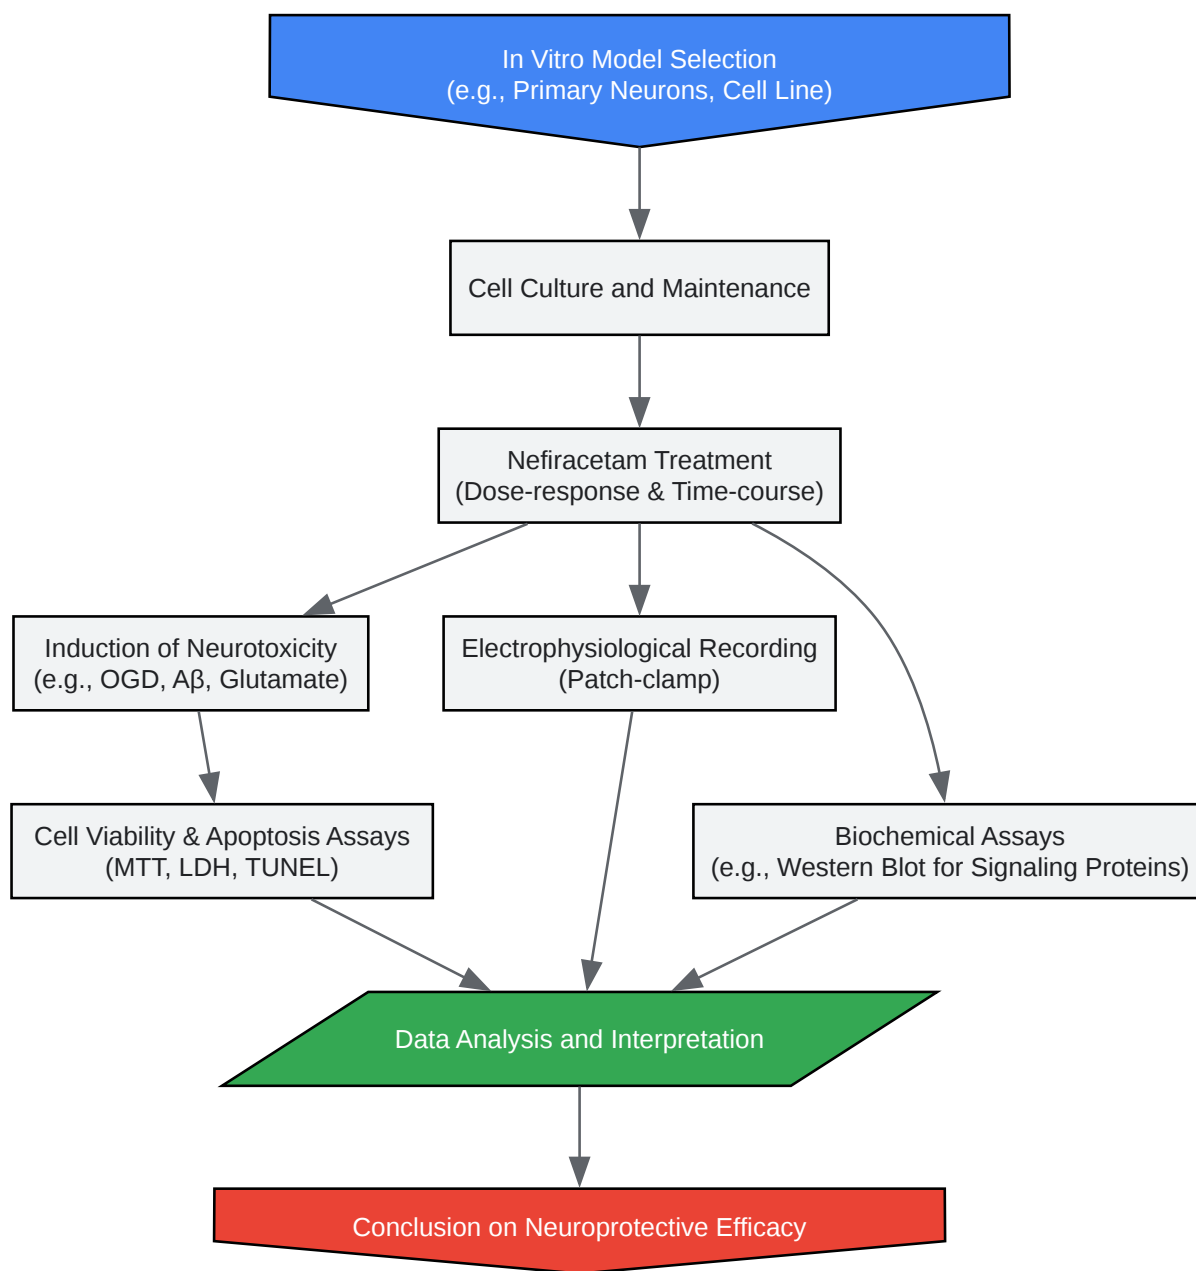 In Vitro Model Selection
(e.g., Primary Neurons, Cell Line)
Cell Culture and Maintenance
Nefiracetam Treatment
(Dose-response & Time-course)
Induction of Neurotoxicity
(e.g., OGD, Aβ, Glutamate)
Electrophysiological Recording
(Patch-clamp)
Cell Viability & Apoptosis Assays
(MTT, LDH, TUNEL)
Biochemical Assays
(e.g., Western Blot for Signaling Proteins)
Data Analysis and Interpretation
Conclusion on Neuroprotective Efficacy